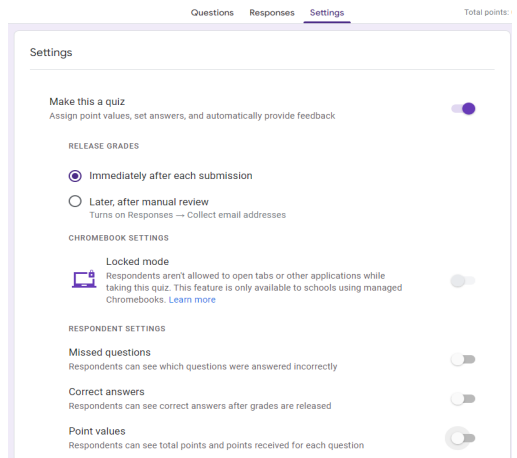 Questions Responses Settings Total points:
Settings
Make this a quiz
Assign point values, set answers, and automatically provide feedback
RELEASE GRADES
Immediately after each submission
Later, after manual review
Turns on Responses → Collect email addresses
CHROMEBOOK SETTINGS
Locked mode
Respondents aren't allowed to open tabs or other applications while
taking this quiz. This feature is only available to schools using managed
Chromebooks. Learn more
RESPONDENT SETTINGS
Missed questions
Respondents can see which questions were answered incorrectly
Correct answers
Respondents can see correct answers after grades are released
Point values
Respondents can see total points and points received for each question